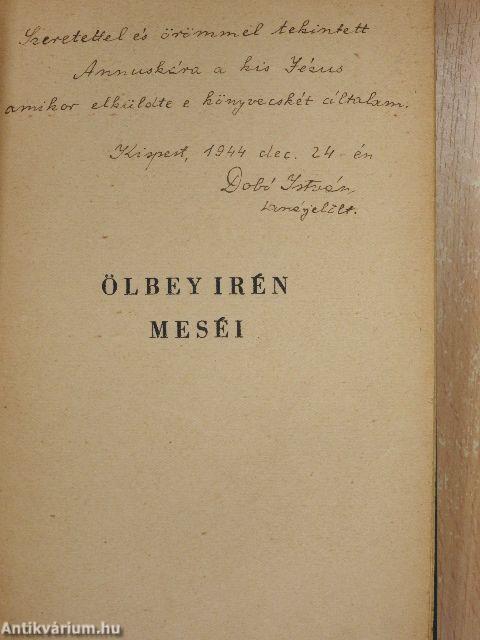 Szeretettel és örömmel tekintett
Annuskára a kis Jézus
amikor elküldte e könyvecskét általam.
Kispest, 1944 dec. 24-én
Dobó István
tanárjelölt.
ÖLBEY IRÉN
MESÉI
Antikvárium.hu